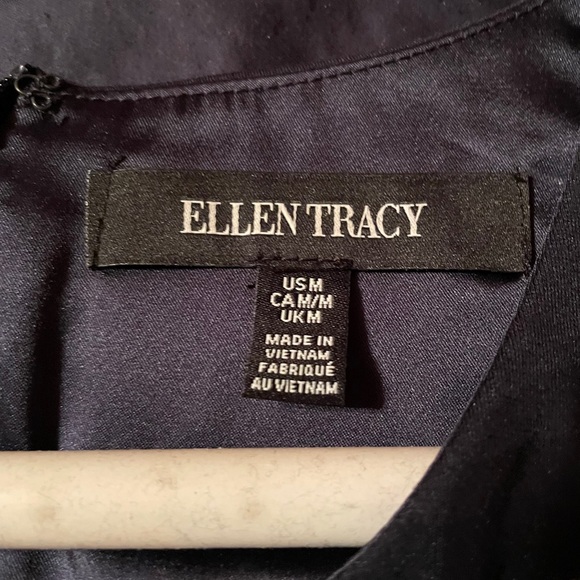 ELLEN TRACY
US M
CA M/M
UK M
MADE IN
VIETNAM
FABRIQUÉ
AU VIETNAM